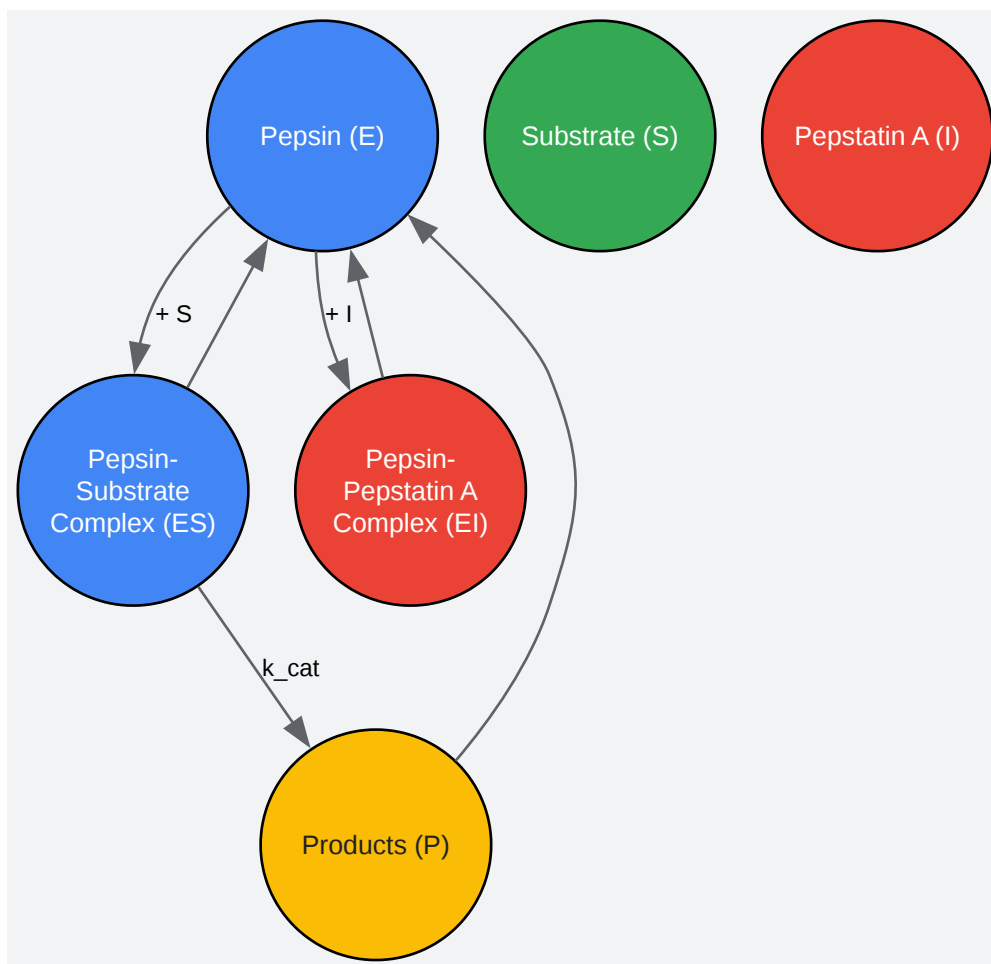 Pepsin (E)
Substrate (S)
Pepstatin A (I)
+ S
+ I
Pepsin-
Substrate
Complex (ES)
Pepsin-
Pepstatin A
Complex (EI)
k_cat
Products (P)